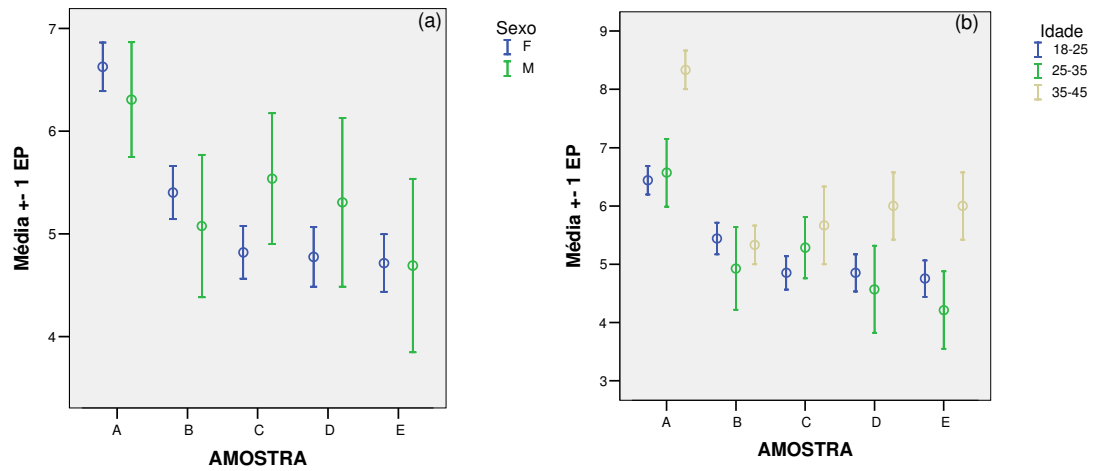 (a)
Sexo
F
M
7
6
5
4
Média +- 1 EP
A
B
C
D
E
AMOSTRA
(b)
Idade
18-25
25-35
35-45
9
8
7
6
5
4
3
Média +- 1 EP
A
B
C
D
E
AMOSTRA